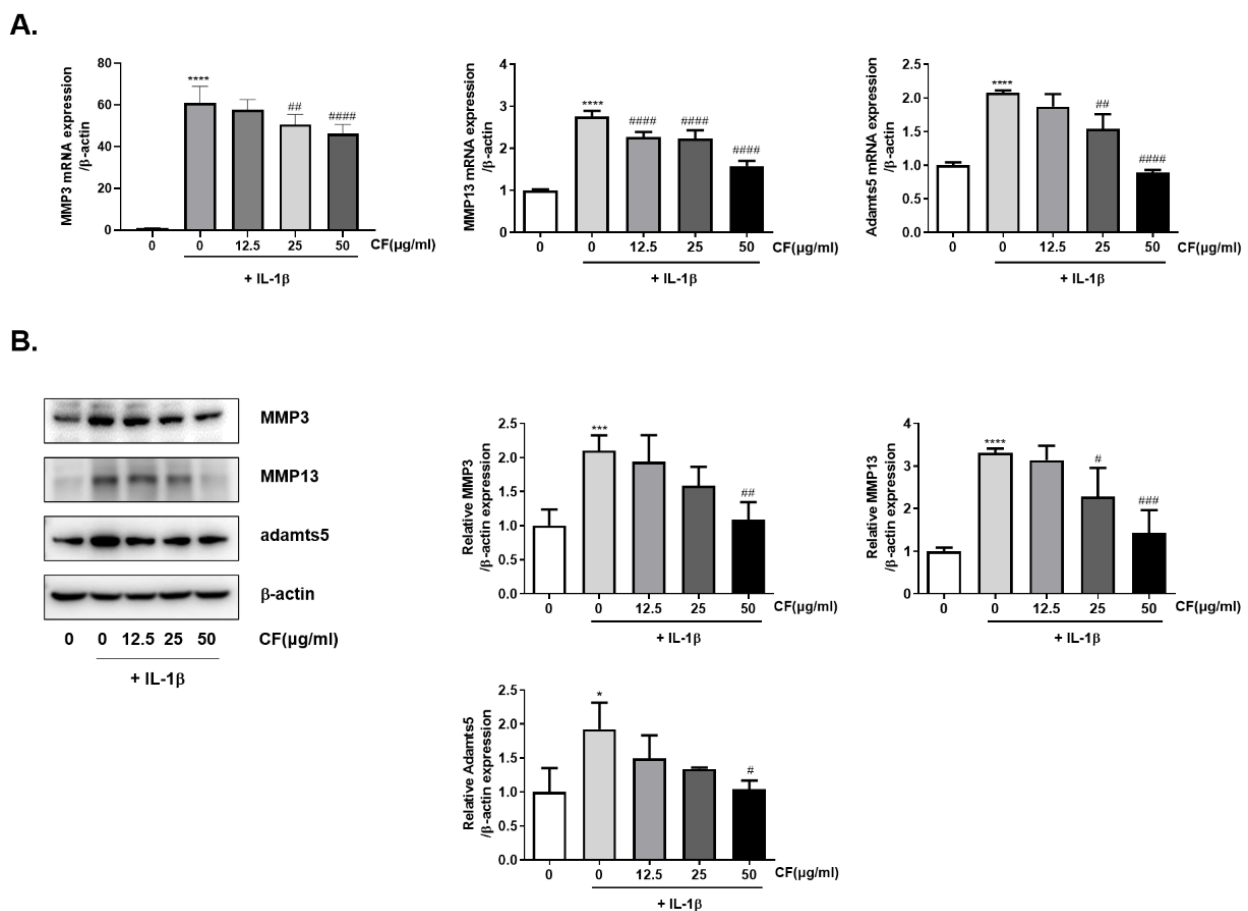 A.
MMP3 mRNA expression
/β-actin
80
60
40
20
0
****
##
####
0 0 12.5 25 50 CF(µg/ml)
+ IL-1β
MMP13 mRNA expression
/β-actin
4
3
2
1
0
****
####
####
####
0 0 12.5 25 50 CF(µg/ml)
+ IL-1β
Adamts5 mRNA expression
/β-actin
2.5
2.0
1.5
1.0
0.5
0.0
****
##
####
0 0 12.5 25 50 CF(µg/ml)
+ IL-1β
B.
MMP3
MMP13
adamts5
β-actin
0 0 12.5 25 50 CF(µg/ml)
+ IL-1β
Relative MMP3
/β-actin expression
2.5
2.0
1.5
1.0
0.5
0.0
***
##
0 0 12.5 25 50 CF(µg/ml)
+ IL-1β
Relative MMP13
/β-actin expression
4
3
2
1
0
****
#
###
0 0 12.5 25 50 CF(µg/ml)
+ IL-1β
Relative Adamts5
/β-actin expression
2.5
2.0
1.5
1.0
0.5
0.0
*
#
0 0 12.5 25 50 CF(µg/ml)
+ IL-1β